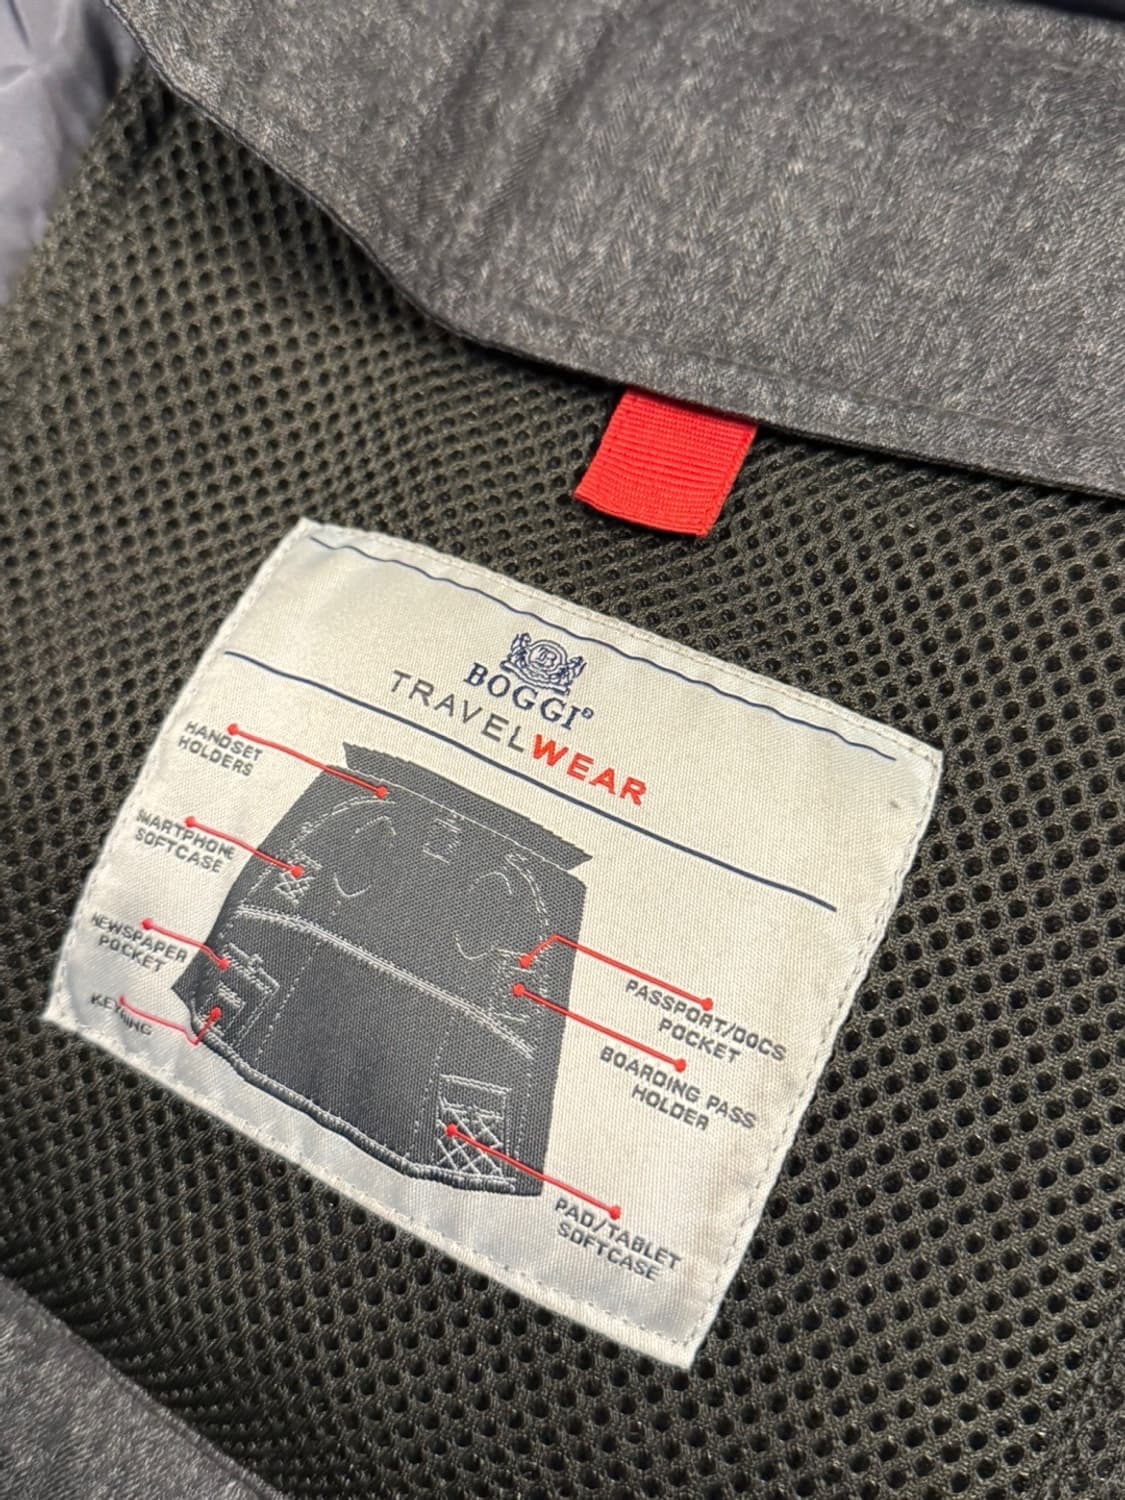 BOGGI®
TRAVELWEAR
HANDSET
HOLDERS
SMARTPHONE
SOFTCASE
NEWSPAPER
POCKET
KEYRING
PASSPORT/DOCS
POCKET
BOARDING PASS
HOLDER
PAD/TABLET
SOFTCASE